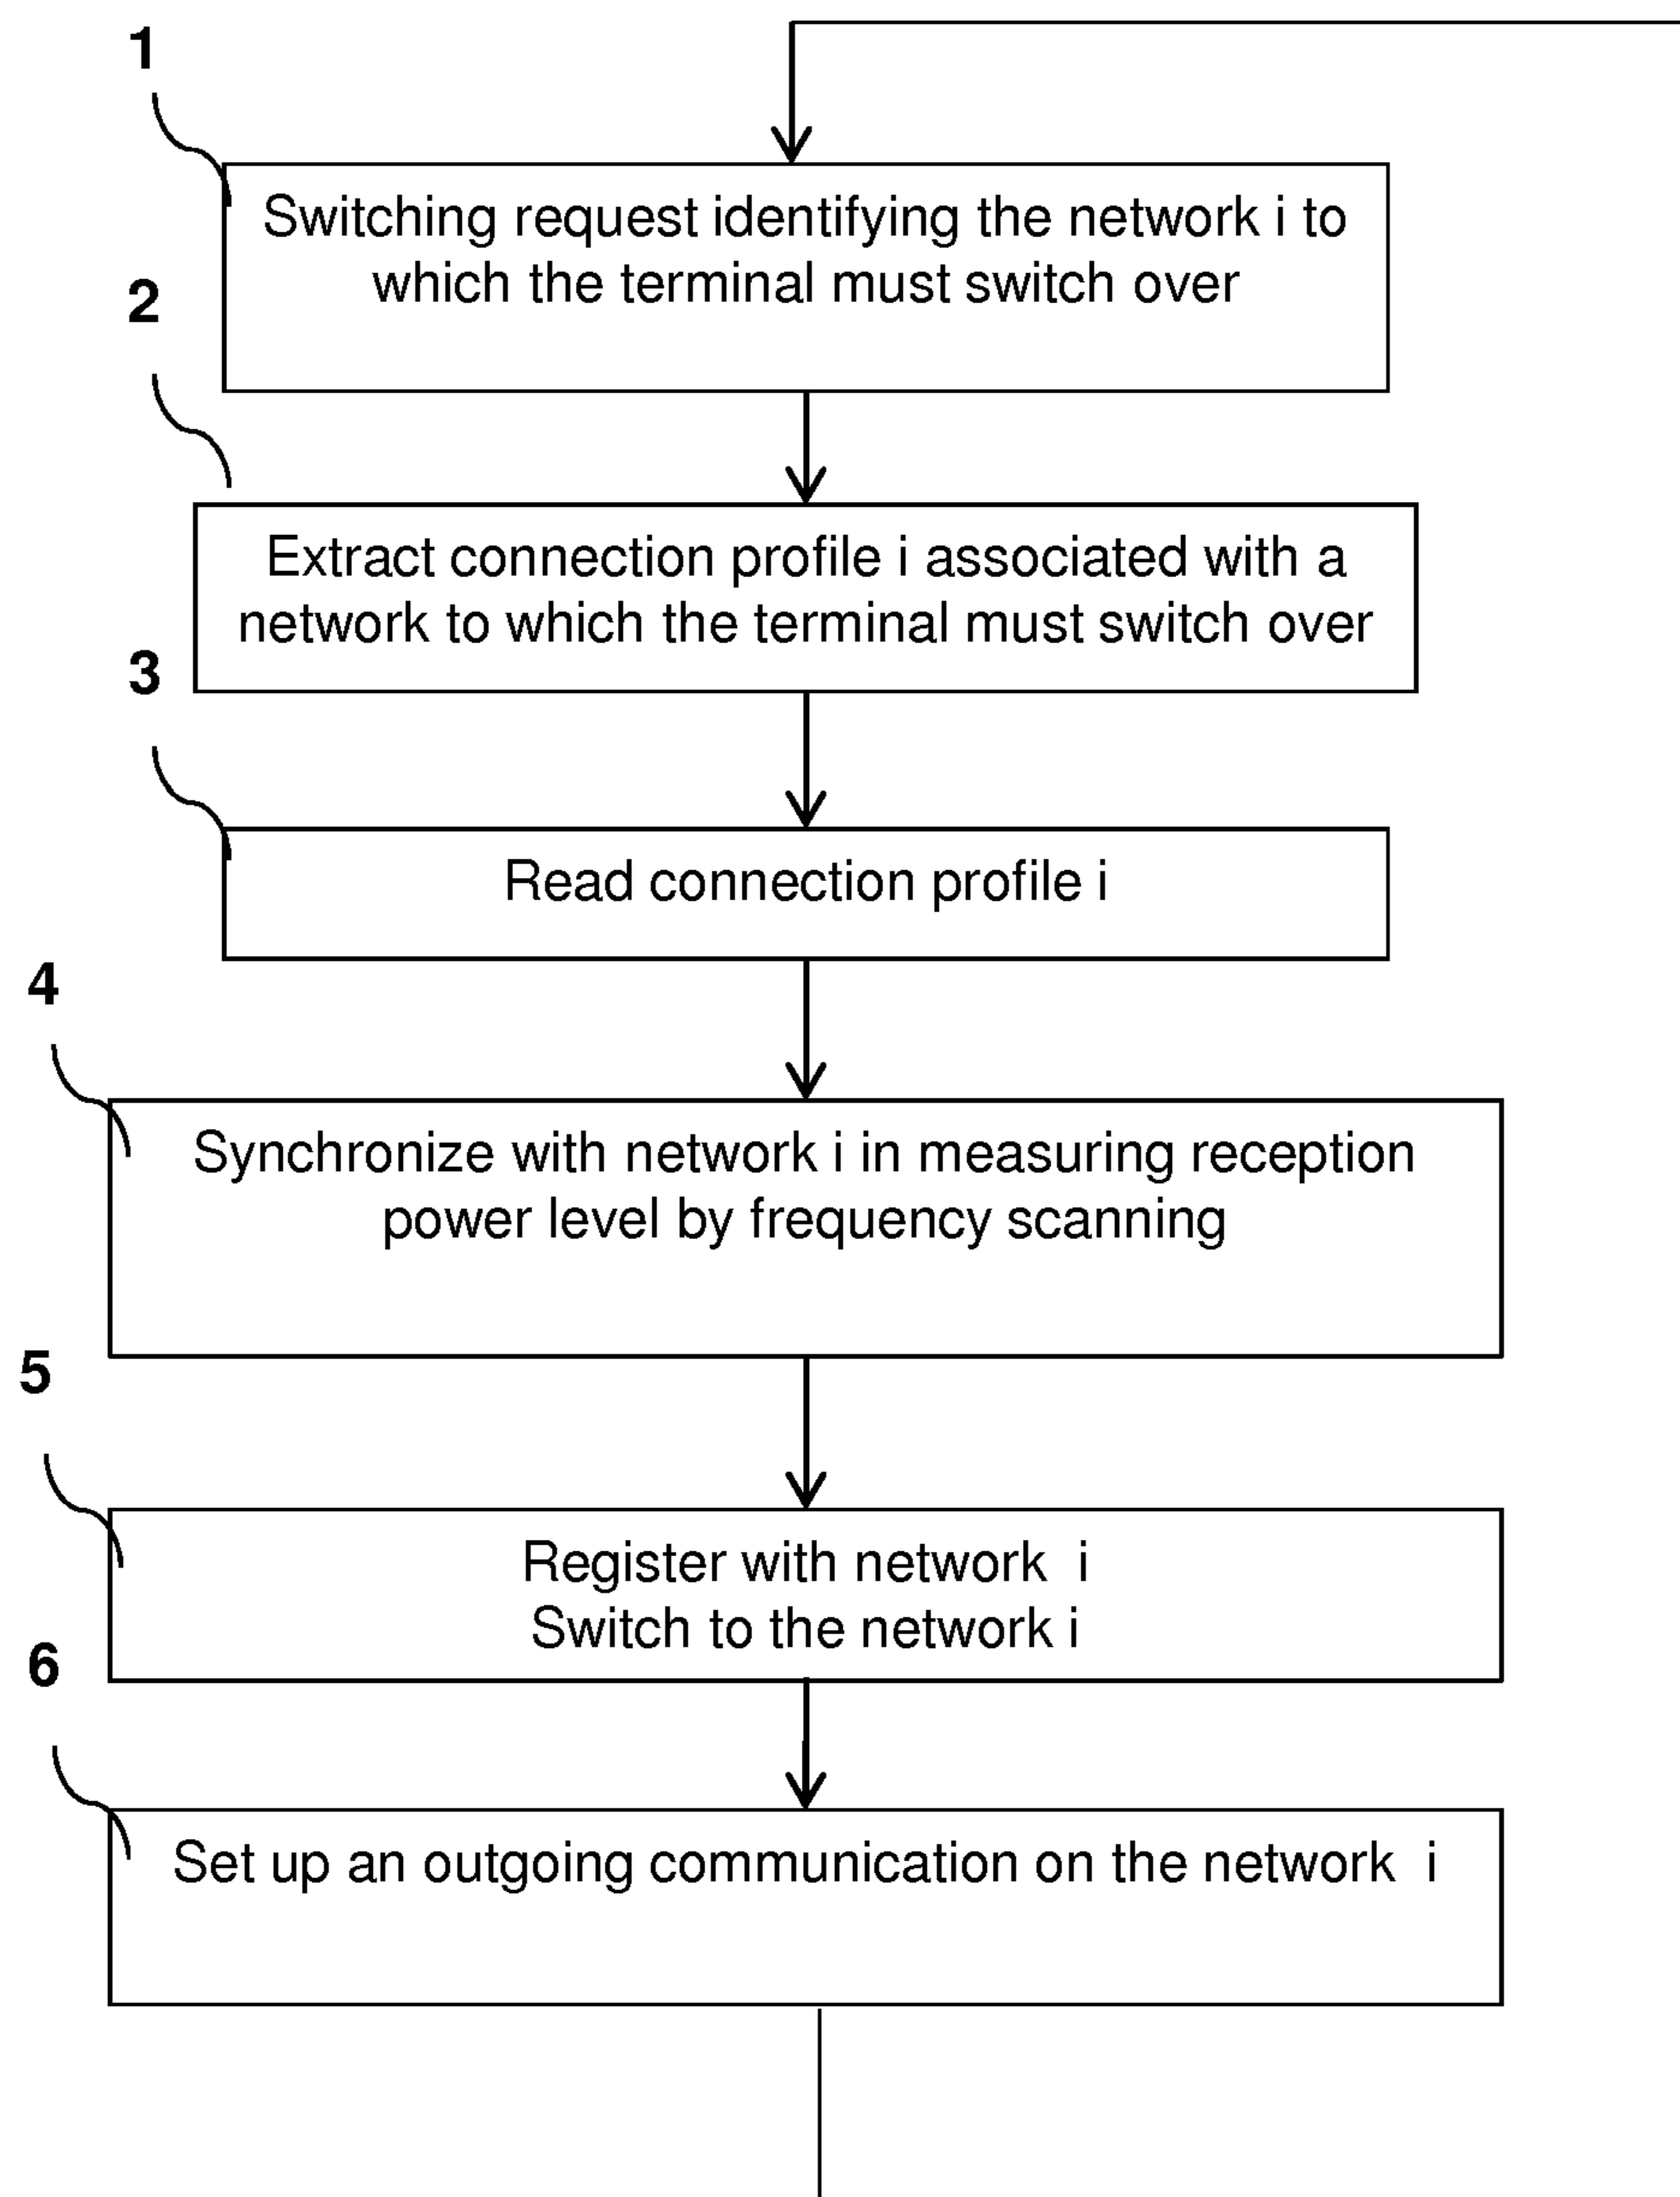 1
Switching request identifying the network i to
which the terminal must switch over
2
Extract connection profile i associated with a
network to which the terminal must switch over
3
Read connection profile i
4
Synchronize with network i in measuring reception
power level by frequency scanning
5
Register with network i
Switch to the network i
6
Set up an outgoing communication on the network i